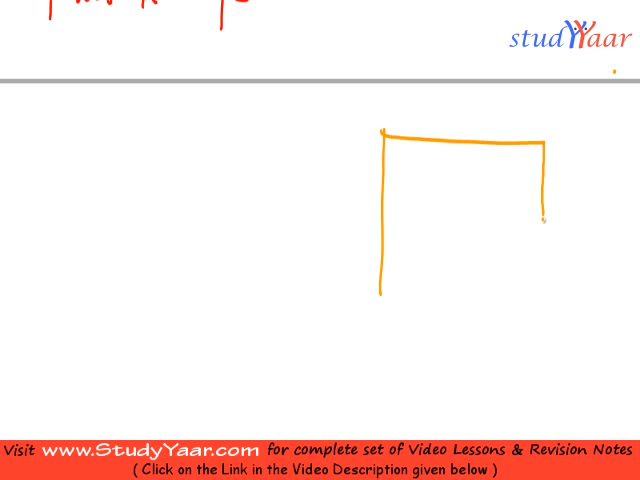 studYYaar
Visit www.StudyYaar.com for complete set of Video Lessons & Revision Notes
( Click on the Link in the Video Description given below )